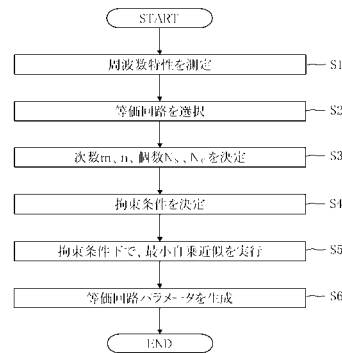 START
周波数特性を測定
S1
等価回路を選択
S2
次数m、n、個数Nb、Ncを決定
S3
拘束条件を決定
S4
拘束条件下で、最小自乗近似を実行
S5
等価回路パラメータを生成
S6
END